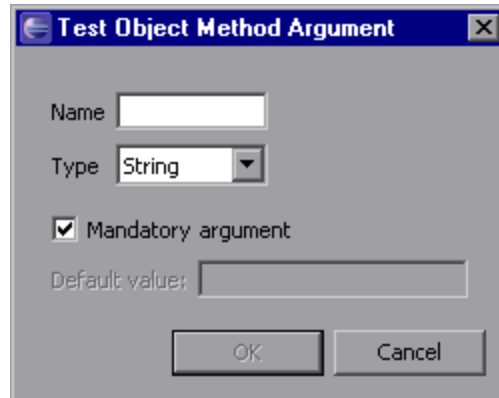 Test Object Method Argument
Name
Type String
Mandatory argument
Default value:
OK Cancel